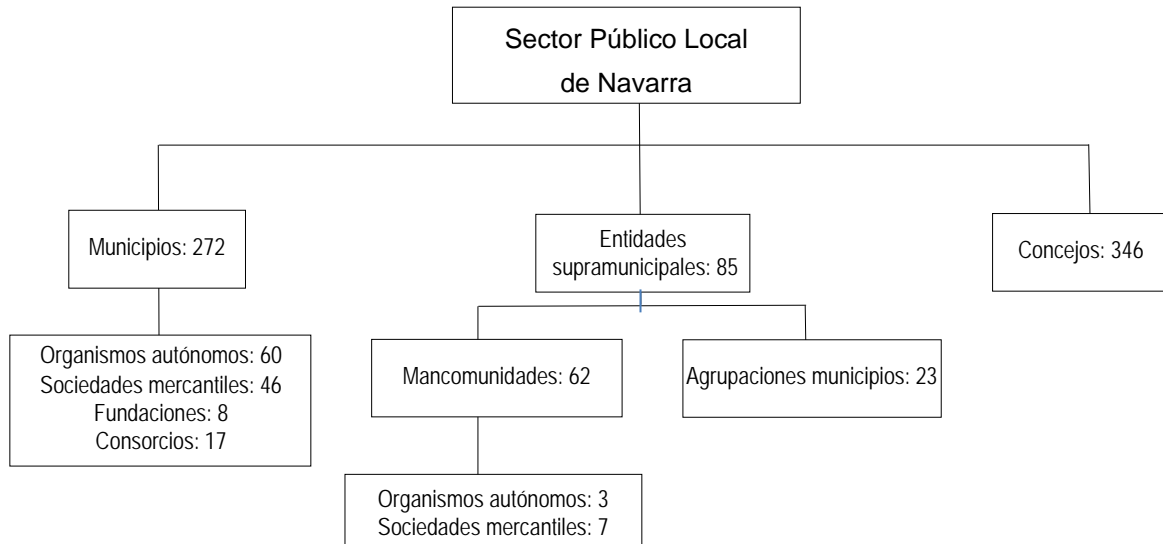 Sector Público Local
de Navarra
Municipios: 272
Entidades
supramunicipales: 85
Concejos: 346
Organismos autónomos: 60
Sociedades mercantiles: 46
Fundaciones: 8
Consorcios: 17
Mancomunidades: 62
Agrupaciones municipios: 23
Organismos autónomos: 3
Sociedades mercantiles: 7